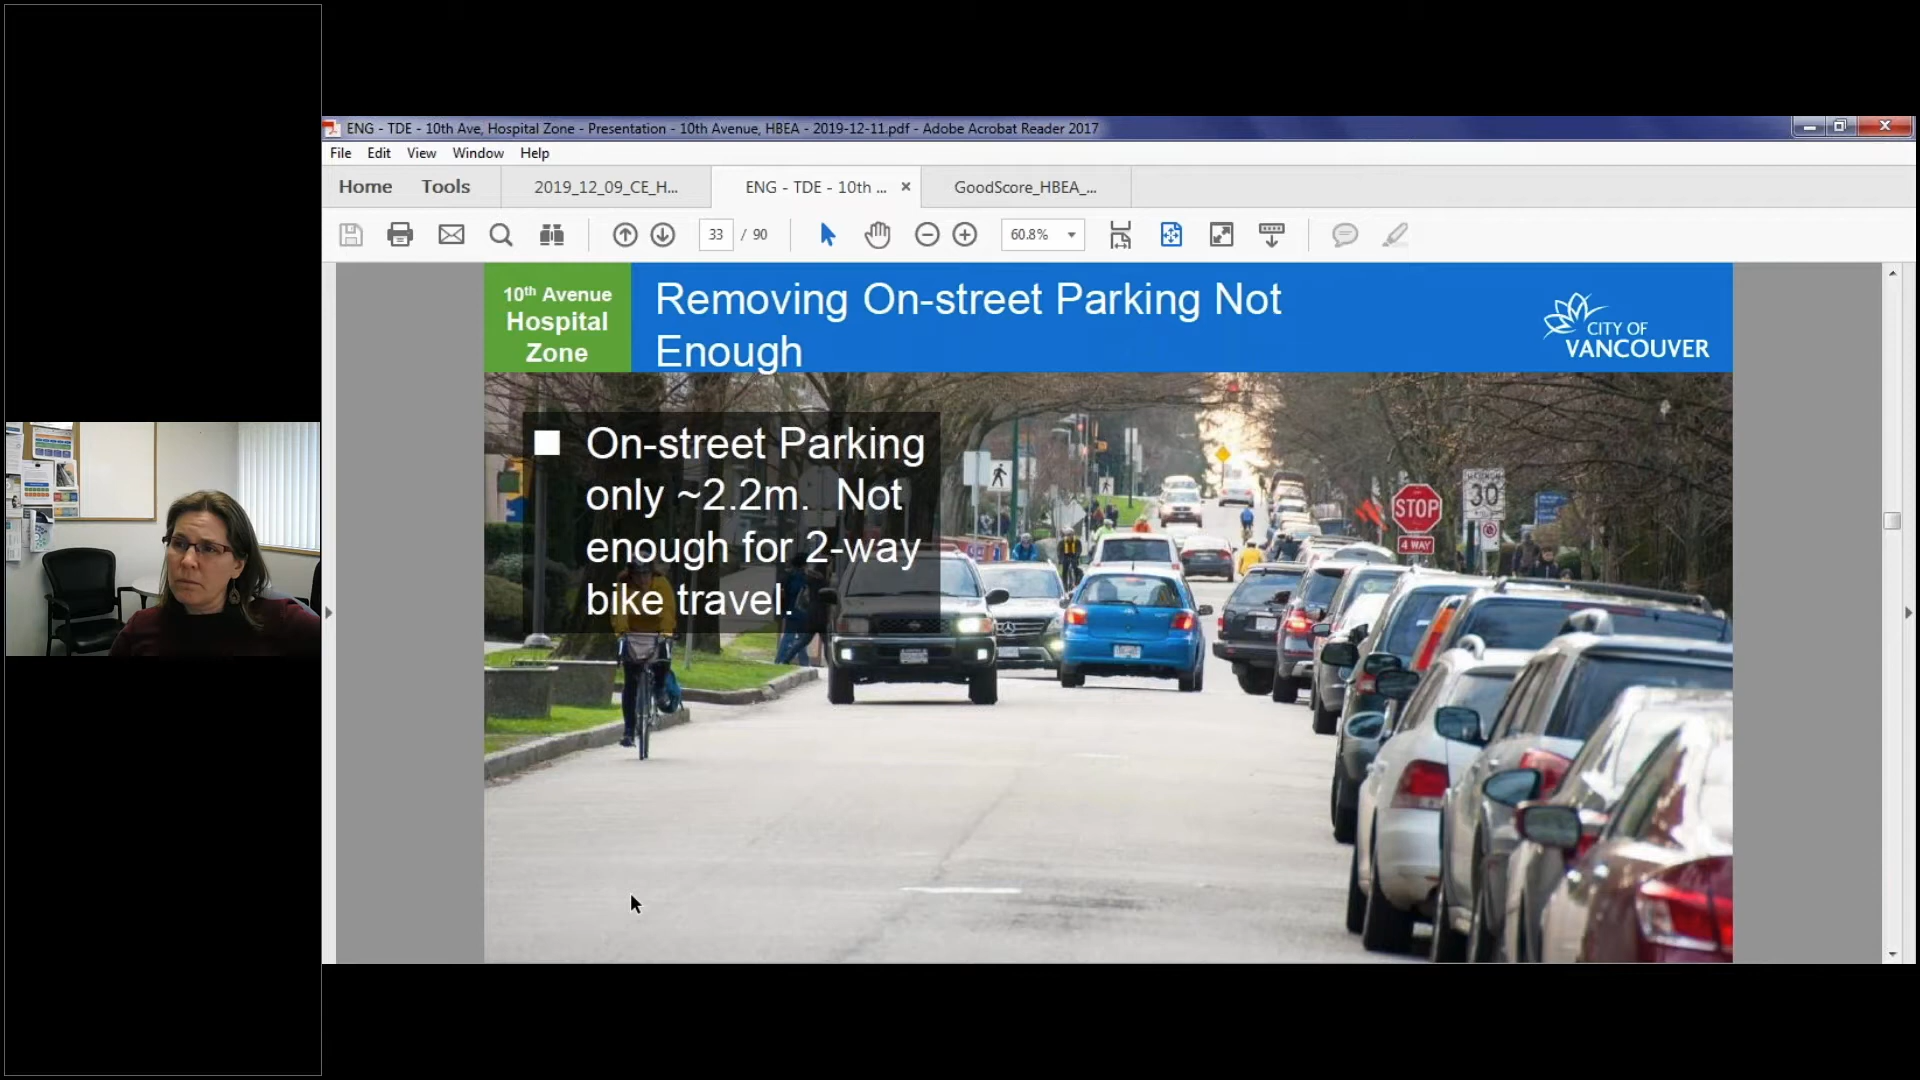 ENG - TDE - 10th Ave, Hospital Zone - Presentation - 10th Avenue, HBEA - 2019-12-11.pdf - Adobe Acrobat Reader 2017
File Edit View Window Help
Home Tools 2019_12_09_CE_H... ENG - TDE - 10th ... GoodScore_HBEA_...
33 / 90 60.8%
10th Avenue
Hospital
Zone
Removing On-street Parking Not
Enough
CITY OF
VANCOUVER
On-street Parking
only ~2.2m. Not
enough for 2-way
bike travel.
STOP
4 WAY
30